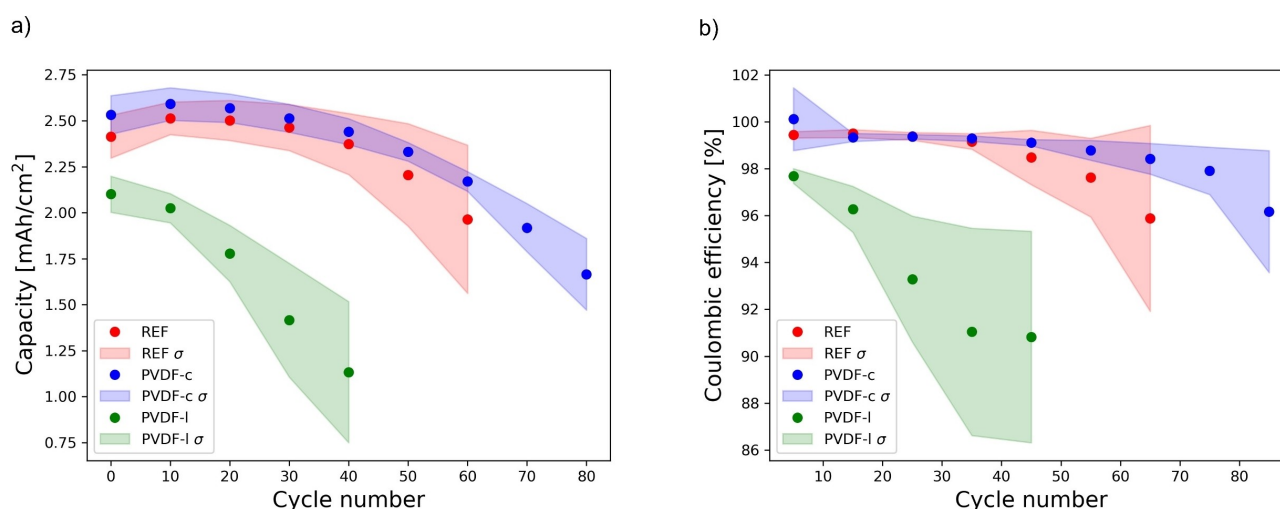 a)
2.75
2.50
2.25
2.00
1.75
1.50
1.25
1.00
0.75
Capacity [mAh/cm²]
REF
REF σ
PVDF-c
PVDF-c σ
PVDF-l
PVDF-l σ
0 10 20 30 40 50 60 70 80
Cycle number
b)
102
100
98
96
94
92
90
88
86
Coulombic efficiency [%]
REF
REF σ
PVDF-c
PVDF-c σ
PVDF-l
PVDF-l σ
10 20 30 40 50 60 70 80
Cycle number